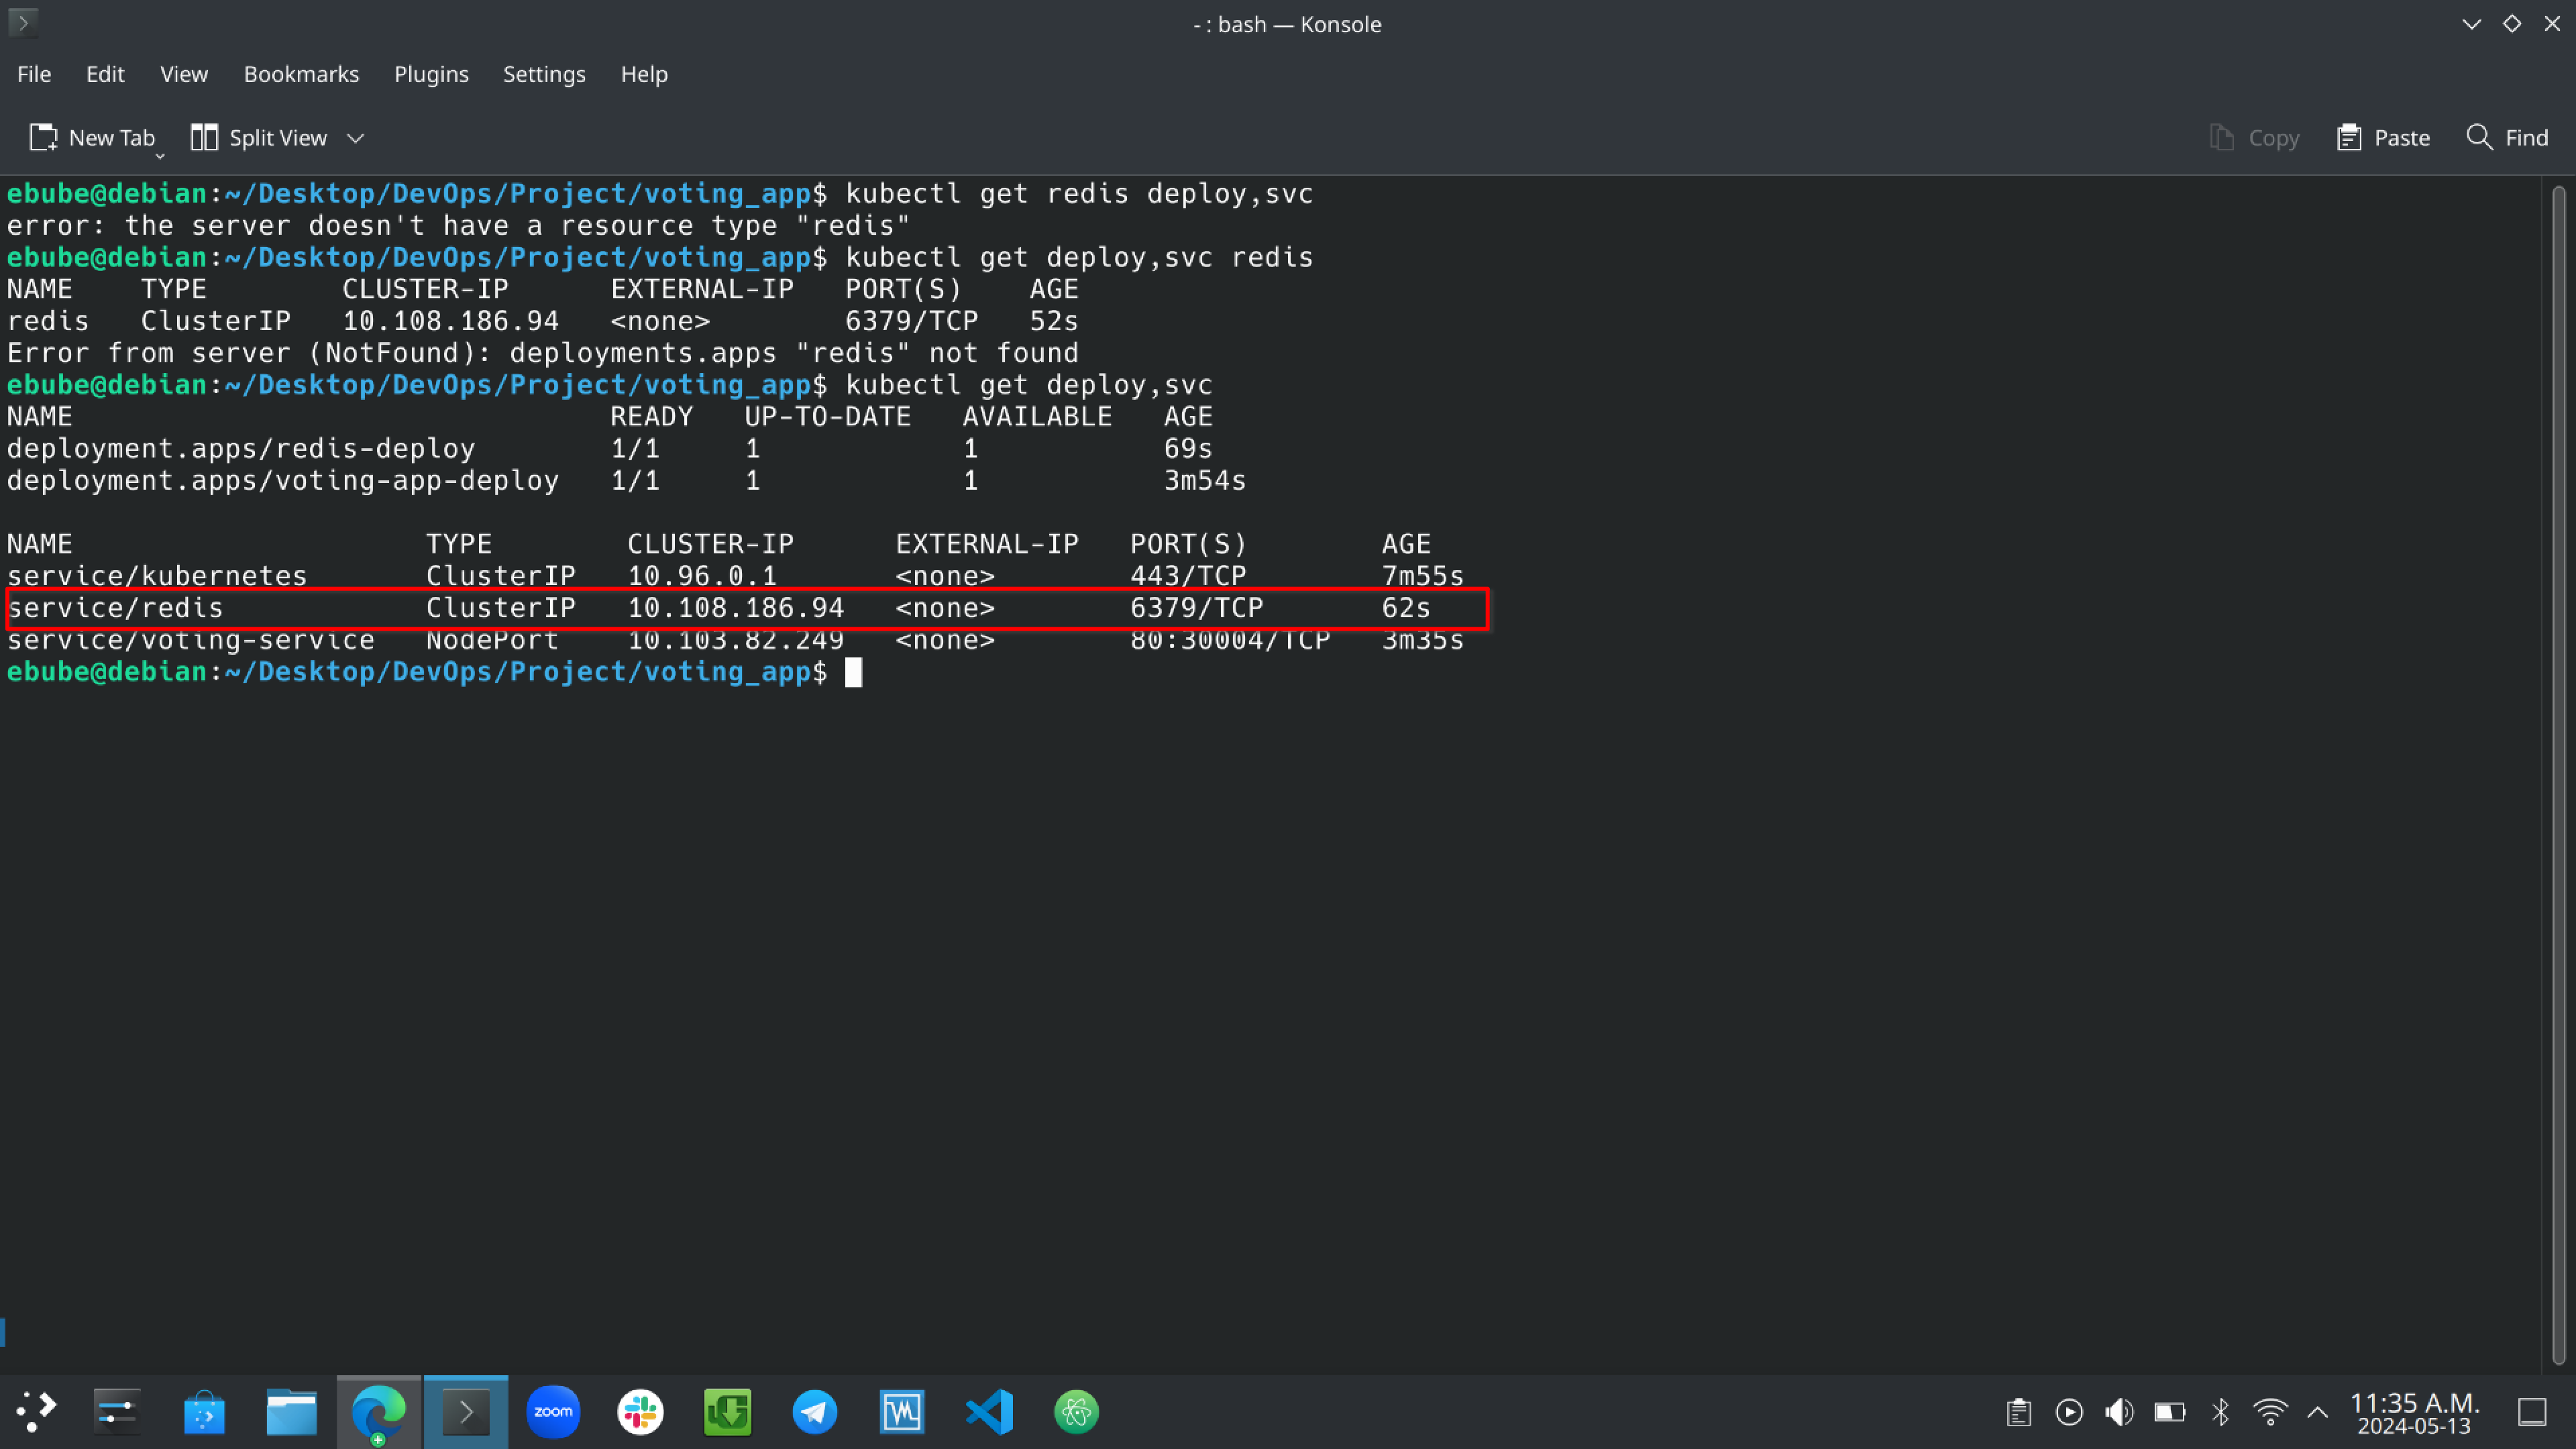 - : bash — Konsole
File Edit View Bookmarks Plugins Settings Help
New Tab Split View Copy Paste Find
ebube@debian:~/Desktop/DevOps/Project/voting_app$ kubectl get redis deploy,svc
error: the server doesn't have a resource type "redis"
ebube@debian:~/Desktop/DevOps/Project/voting_app$ kubectl get deploy,svc redis
NAME TYPE CLUSTER-IP EXTERNAL-IP PORT(S) AGE
redis ClusterIP 10.108.186.94 <none> 6379/TCP 52s
Error from server (NotFound): deployments.apps "redis" not found
ebube@debian:~/Desktop/DevOps/Project/voting_app$ kubectl get deploy,svc
NAME READY UP-TO-DATE AVAILABLE AGE
deployment.apps/redis-deploy 1/1 1 1 69s
deployment.apps/voting-app-deploy 1/1 1 1 3m54s
NAME TYPE CLUSTER-IP EXTERNAL-IP PORT(S) AGE
service/kubernetes ClusterIP 10.96.0.1 <none> 443/TCP 7m55s
service/redis ClusterIP 10.108.186.94 <none> 6379/TCP 62s
service/voting-service NodePort 10.103.82.249 <none> 80:30004/TCP 3m35s
ebube@debian:~/Desktop/DevOps/Project/voting_app$
zoom
11:35 A.M.
2024-05-13